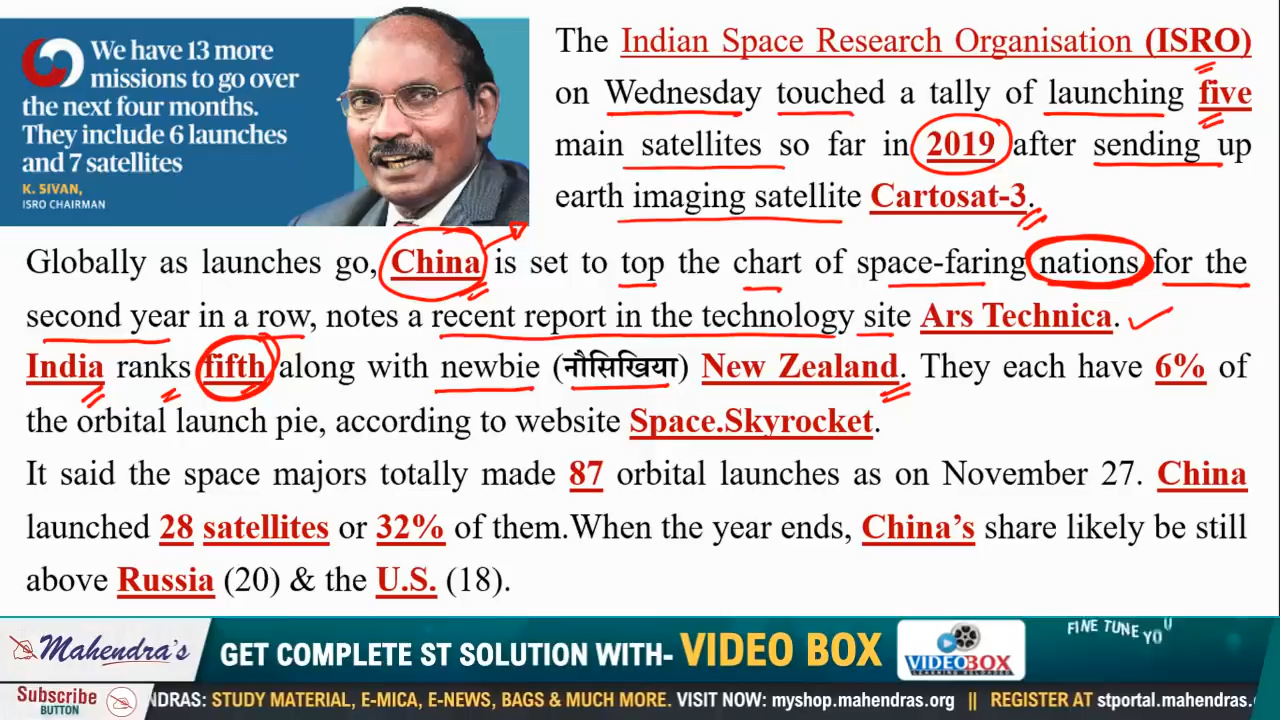 We have 13 more
missions to go over
the next four months.
They include 6 launches
and 7 satellites
K. SIVAN,
ISRO CHAIRMAN
The Indian Space Research Organisation (ISRO)
on Wednesday touched a tally of launching five
main satellites so far in 2019 after sending up
earth imaging satellite Cartosat-3.
Globally as launches go, China is set to top the chart of space-faring nations for the
second year in a row, notes a recent report in the technology site Ars Technica.
India ranks fifth along with newbie (नौसिखिया) New Zealand. They each have 6% of
the orbital launch pie, according to website Space.Skyrocket.
It said the space majors totally made 87 orbital launches as on November 27. China
launched 28 satellites or 32% of them.When the year ends, China's share likely be still
above Russia (20) & the U.S. (18).
Mahendra's
GET COMPLETE ST SOLUTION WITH- VIDEO BOX
VIDEOBOX
FINE TUNE YOU
Subscribe
BUTTON
NDRAS: STUDY MATERIAL, E-MICA, E-NEWS, BAGS & MUCH MORE. VISIT NOW: myshop.mahendras.org || REGISTER AT stportal.mahendras.